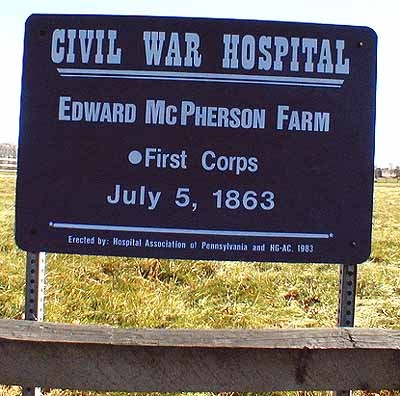 CIVIL WAR HOSPITAL
EDWARD MCPHERSON FARM
●First Corps
July 5, 1863
Erected by: Hospital Association of Pennsylvania and NG-AC, 1983